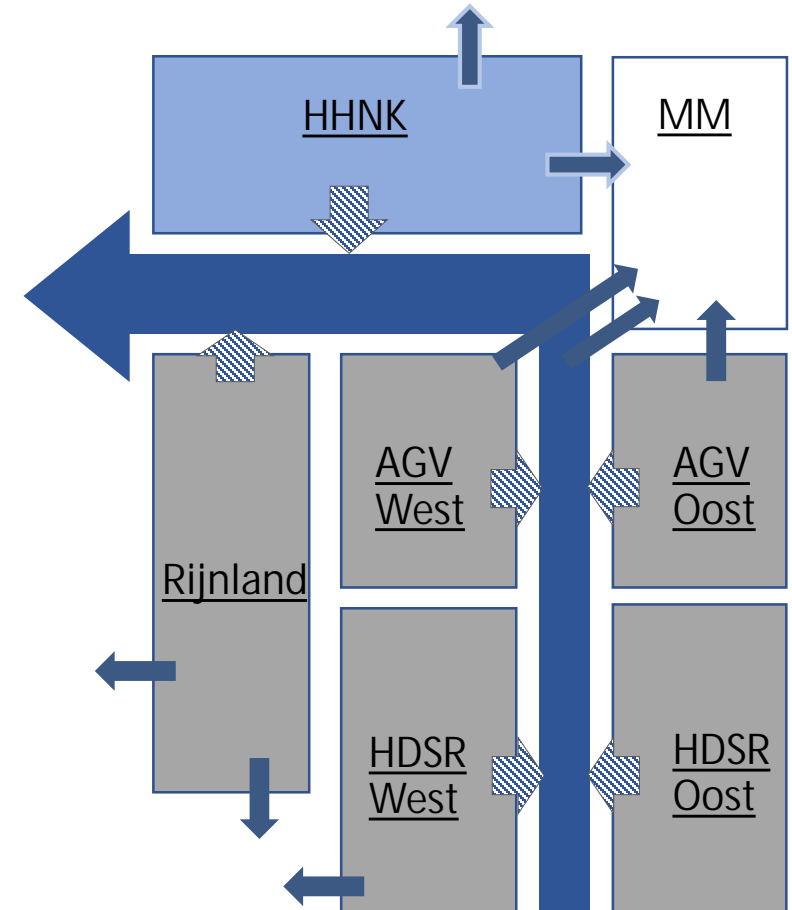 HHNK
MM
AGV
West
AGV
Oost
Rijnland
HDSR
West
HDSR
Oost